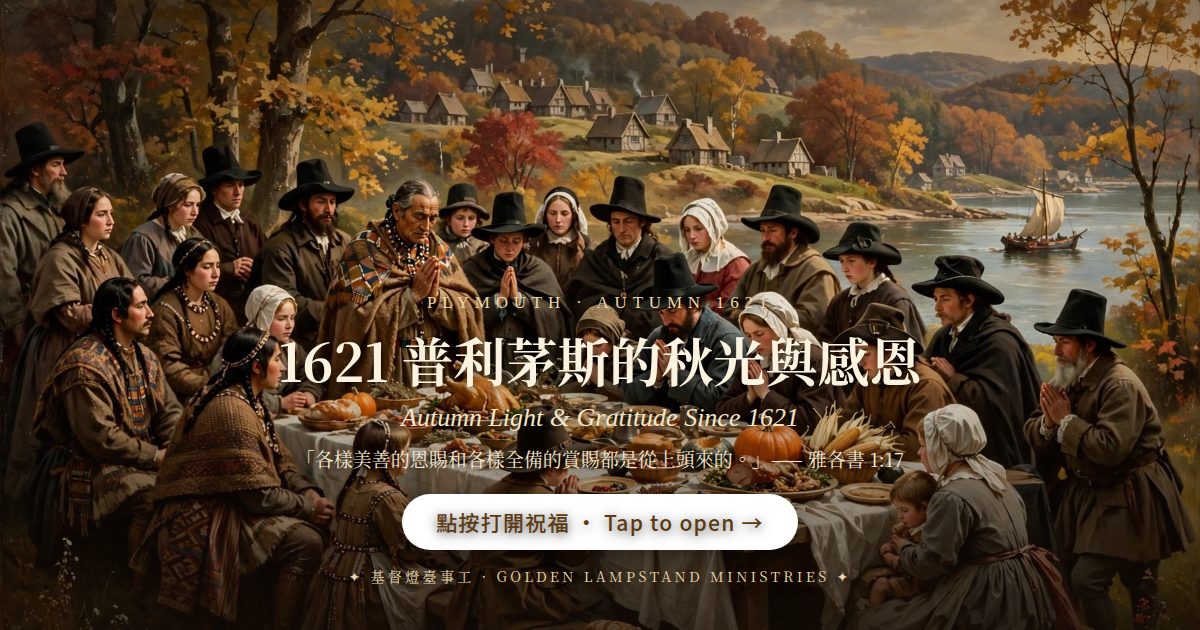 PLYMOUTH · AUTUMN 1621
1621 普利茅斯的秋光與感恩
Autumn Light & Gratitude Since 1621
「各樣美善的恩賜和各樣全備的賞賜都是從上頭來的。」 —— 雅各書 1:17
點按打開祝福 • Tap to open →
✦ 基督燈臺事工 · GOLDEN LAMPSTAND MINISTRIES ✦